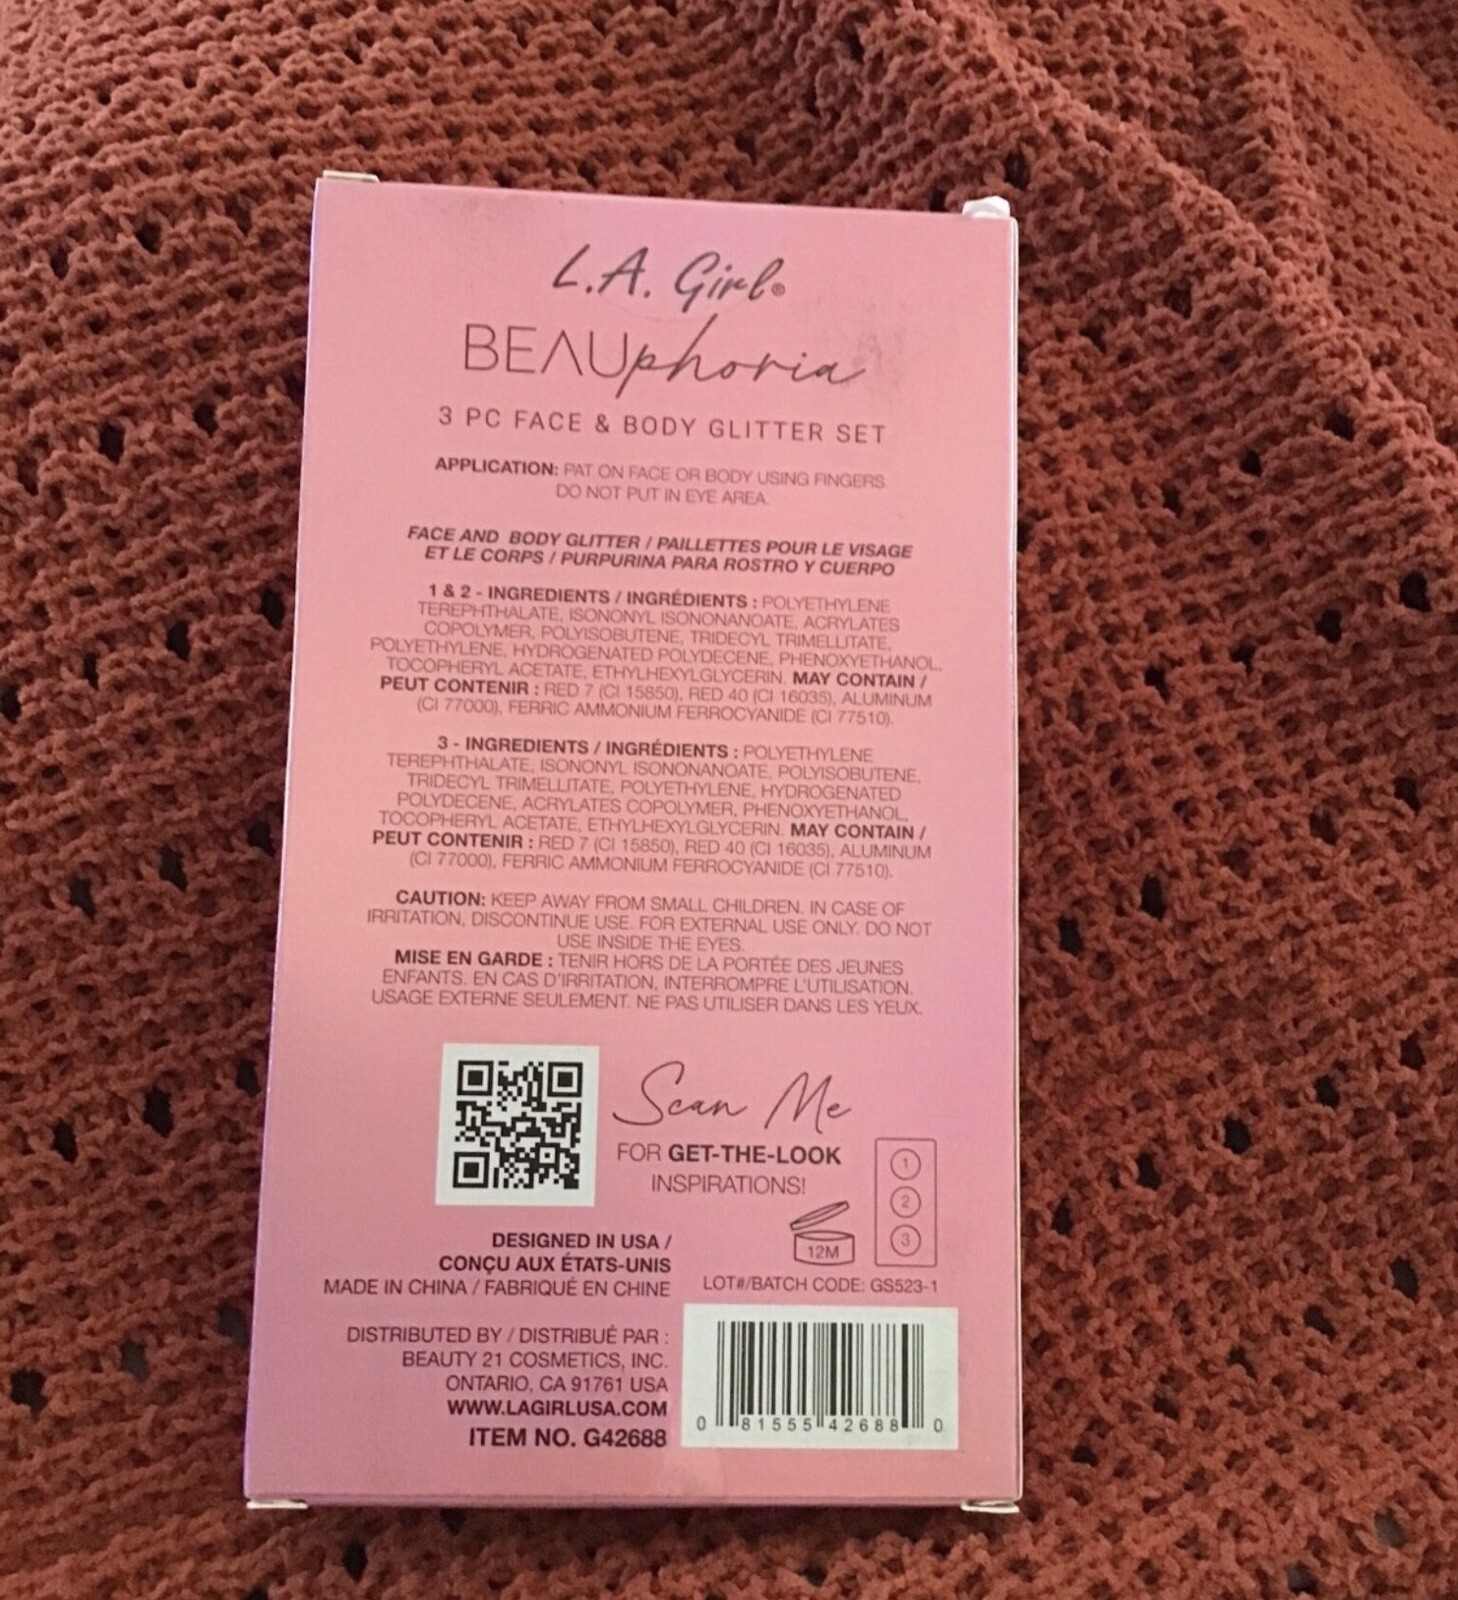 L.A. Girl®
BEAUphoria
3 PC FACE & BODY GLITTER SET
APPLICATION: PAT ON FACE OR BODY USING FINGERS.
DO NOT PUT IN EYE AREA.
FACE AND BODY GLITTER / PAILLETTES POUR LE VISAGE
ET LE CORPS / PURPURINA PARA ROSTRO Y CUERPO
1 & 2 - INGREDIENTS / INGRÉDIENTS : POLYETHYLENE
TEREPHTHALATE, ISONONYL ISONONANOATE, ACRYLATES
COPOLYMER, POLYISOBUTENE, TRIDECYL TRIMELLITATE,
POLYETHYLENE, HYDROGENATED POLYDECENE, PHENOXYETHANOL,
TOCOPHERYL ACETATE, ETHYLHEXYLGLYCERIN. MAY CONTAIN /
PEUT CONTENIR : RED 7 (CI 15850), RED 40 (CI 16035), ALUMINUM
(CI 77000), FERRIC AMMONIUM FERROCYANIDE (CI 77510).
3 - INGREDIENTS / INGRÉDIENTS : POLYETHYLENE
TEREPHTHALATE, ISONONYL ISONONANOATE, POLYISOBUTENE,
TRIDECYL TRIMELLITATE, POLYETHYLENE, HYDROGENATED
POLYDECENE, ACRYLATES COPOLYMER, PHENOXYETHANOL,
TOCOPHERYL ACETATE, ETHYLHEXYLGLYCERIN. MAY CONTAIN /
PEUT CONTENIR : RED 7 (CI 15850), RED 40 (CI 16035), ALUMINUM
(CI 77000), FERRIC AMMONIUM FERROCYANIDE (CI 77510).
CAUTION: KEEP AWAY FROM SMALL CHILDREN. IN CASE OF
IRRITATION, DISCONTINUE USE. FOR EXTERNAL USE ONLY. DO NOT
USE INSIDE THE EYES.
MISE EN GARDE : TENIR HORS DE LA PORTÉE DES JEUNES
ENFANTS. EN CAS D'IRRITATION, INTERROMPRE L'UTILISATION.
USAGE EXTERNE SEULEMENT. NE PAS UTILISER DANS LES YEUX.
Scan Me
FOR GET-THE-LOOK
INSPIRATIONS!
1
2
3
12M
DESIGNED IN USA /
CONÇU AUX ÉTATS-UNIS
MADE IN CHINA / FABRIQUÉ EN CHINE
LOT#/BATCH CODE: GS523-1
DISTRIBUTED BY / DISTRIBUÉ PAR :
BEAUTY 21 COSMETICS, INC.
ONTARIO, CA 91761 USA
WWW.LAGIRLUSA.COM
ITEM NO. G42688
0 81555 42688 0